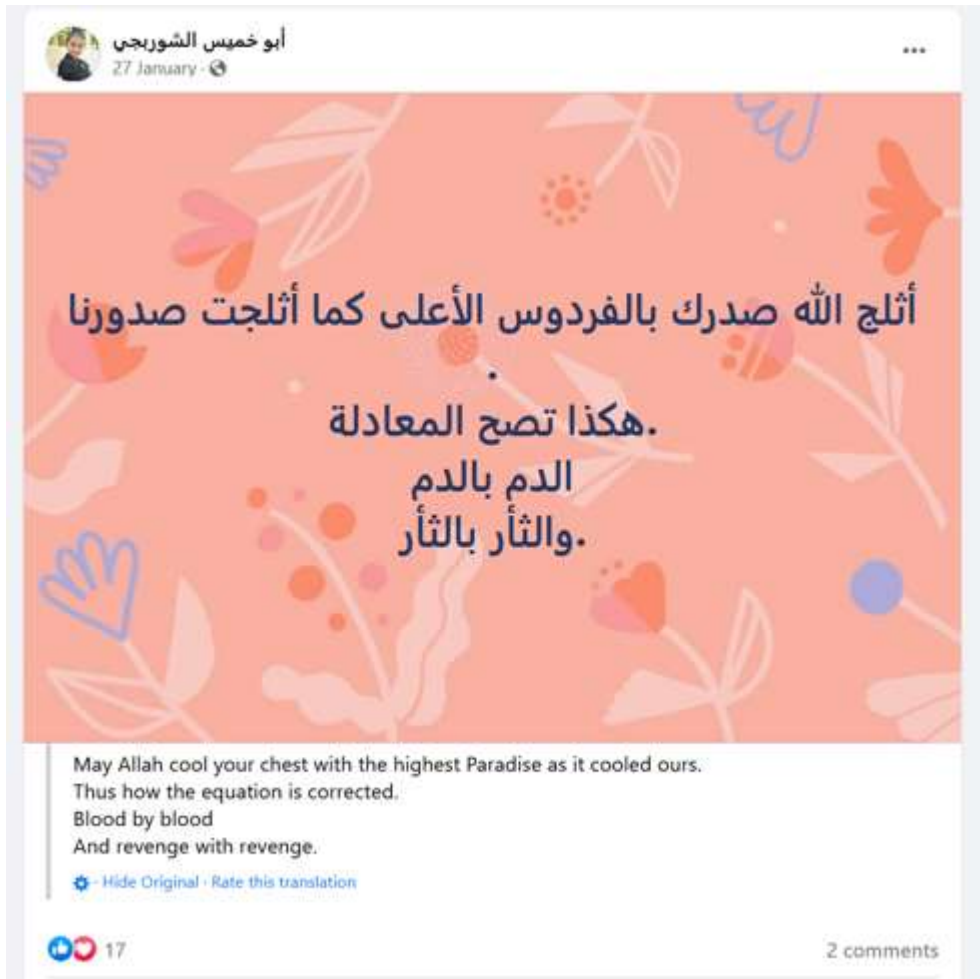 أبو خميس الشوربجي
27 January ·
...
أثلج الله صدرك بالفردوس الأعلى كما أثلجت صدورنا
.
.هكذا تصح المعادلة
الدم بالدم
.والثأر بالثأر
May Allah cool your chest with the highest Paradise as it cooled ours.
Thus how the equation is corrected.
Blood by blood
And revenge with revenge.
· Hide Original · Rate this translation
17
2 comments